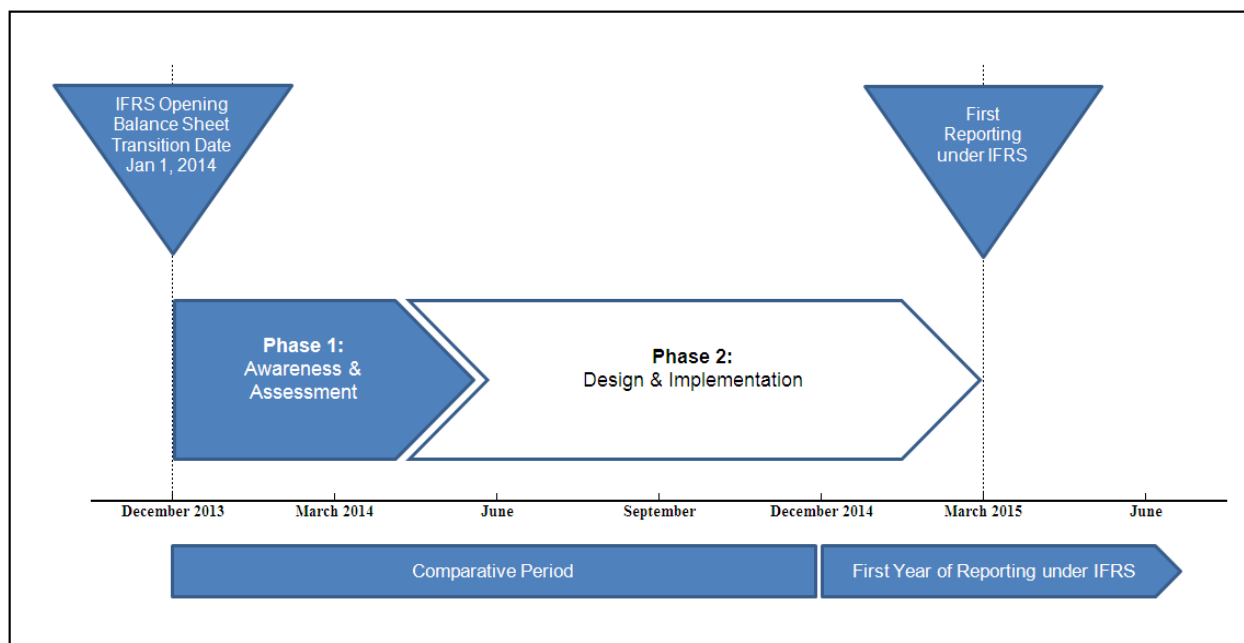 IFRS Opening
Balance Sheet
Transition Date
Jan 1, 2014
First
Reporting
under IFRS
Phase 1:
Awareness &
Assessment
Phase 2:
Design & Implementation
December 2013
March 2014
June
September
December 2014
March 2015
June
Comparative Period
First Year of Reporting under IFRS